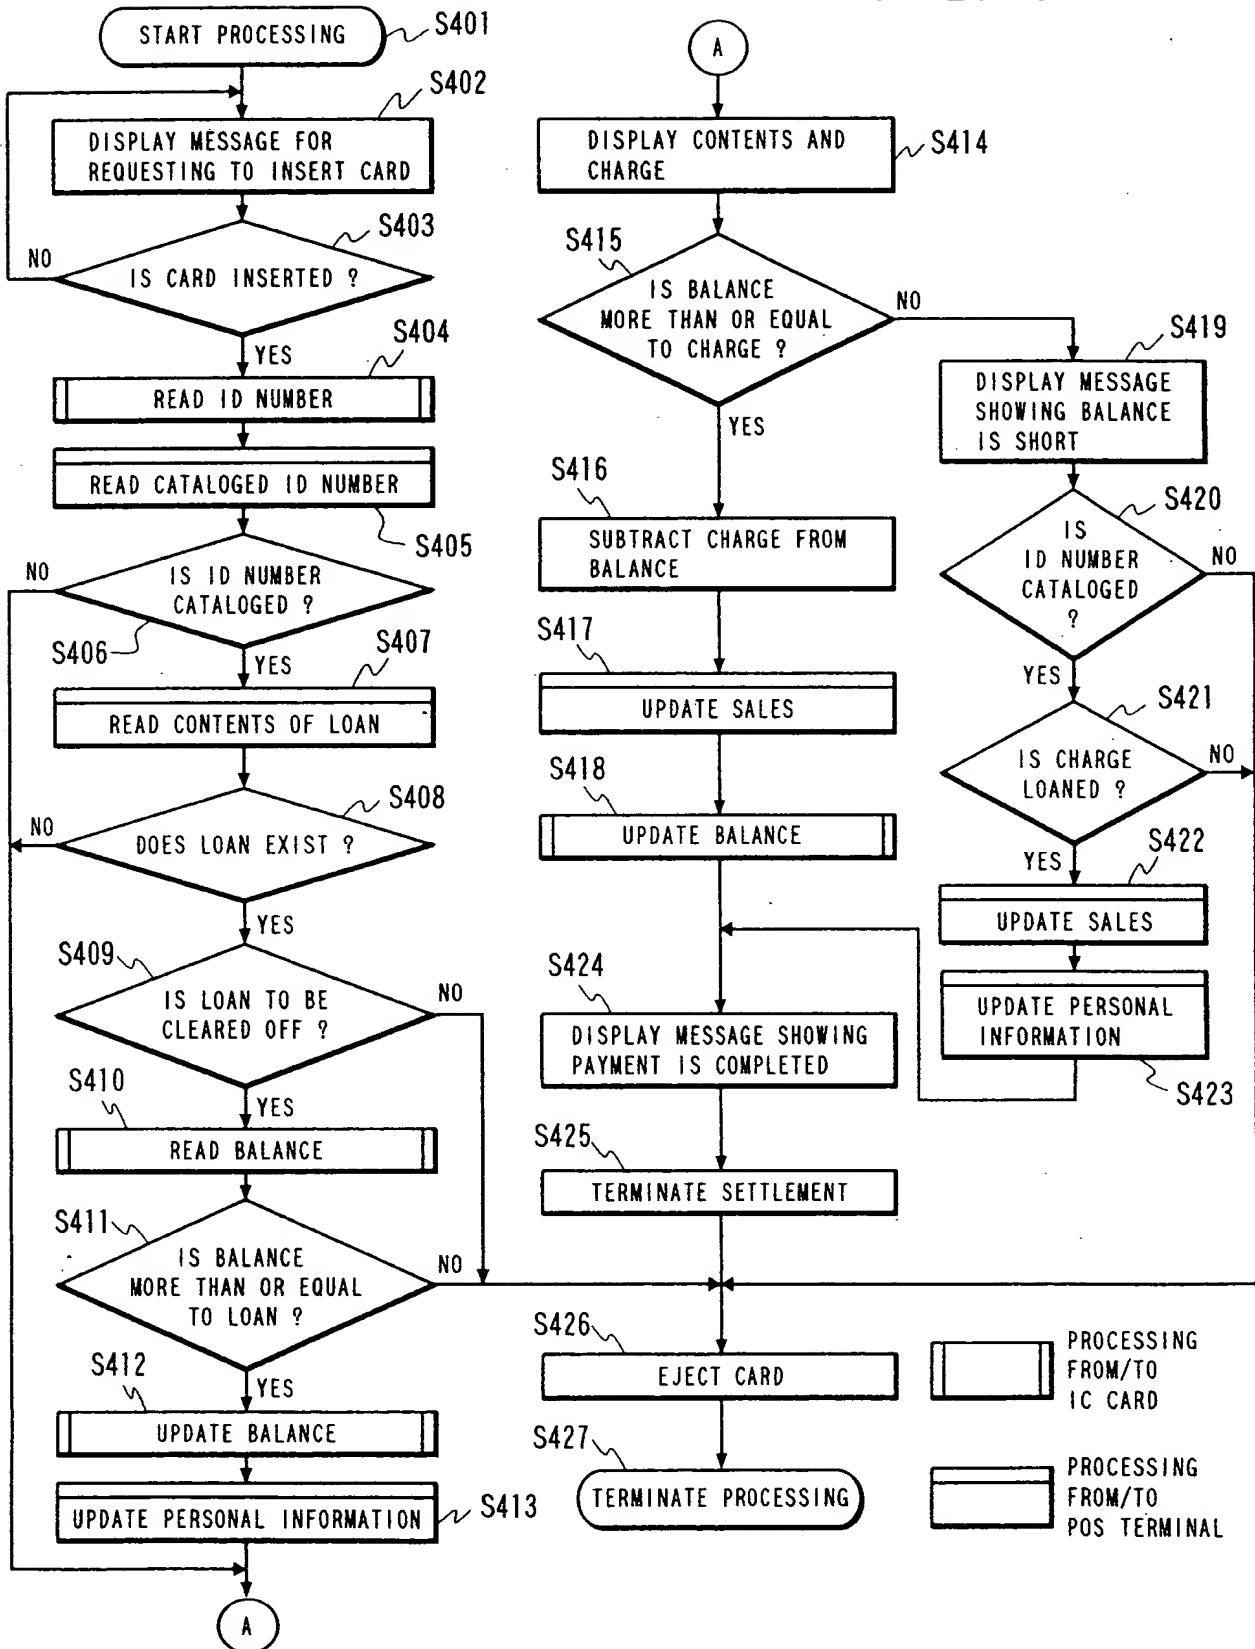 START PROCESSING
S401
S402
DISPLAY MESSAGE FOR
REQUESTING TO INSERT CARD
S403
NO
IS CARD INSERTED ?
YES
S404
READ ID NUMBER
READ CATALOGED ID NUMBER
S405
NO
IS ID NUMBER
CATALOGED ?
S406
YES
S407
READ CONTENTS OF LOAN
S408
NO
DOES LOAN EXIST ?
YES
S409
IS LOAN TO BE
CLEARED OFF ?
NO
YES
S410
READ BALANCE
S411
IS BALANCE
MORE THAN OR EQUAL
TO LOAN ?
NO
YES
S412
UPDATE BALANCE
UPDATE PERSONAL INFORMATION
S413
A
A
DISPLAY CONTENTS AND
CHARGE
S414
S415
IS BALANCE
MORE THAN OR EQUAL
TO CHARGE ?
NO
YES
S416
SUBTRACT CHARGE FROM
BALANCE
S417
UPDATE SALES
S418
UPDATE BALANCE
S424
DISPLAY MESSAGE SHOWING
PAYMENT IS COMPLETED
S425
TERMINATE SETTLEMENT
S426
EJECT CARD
S427
TERMINATE PROCESSING
S419
DISPLAY MESSAGE
SHOWING BALANCE
IS SHORT
S420
IS
ID NUMBER
CATALOGED
?
NO
YES
S421
IS CHARGE
LOANED ?
NO
YES
S422
UPDATE SALES
UPDATE PERSONAL
INFORMATION
S423
PROCESSING
FROM/TO
IC CARD
PROCESSING
FROM/TO
POS TERMINAL